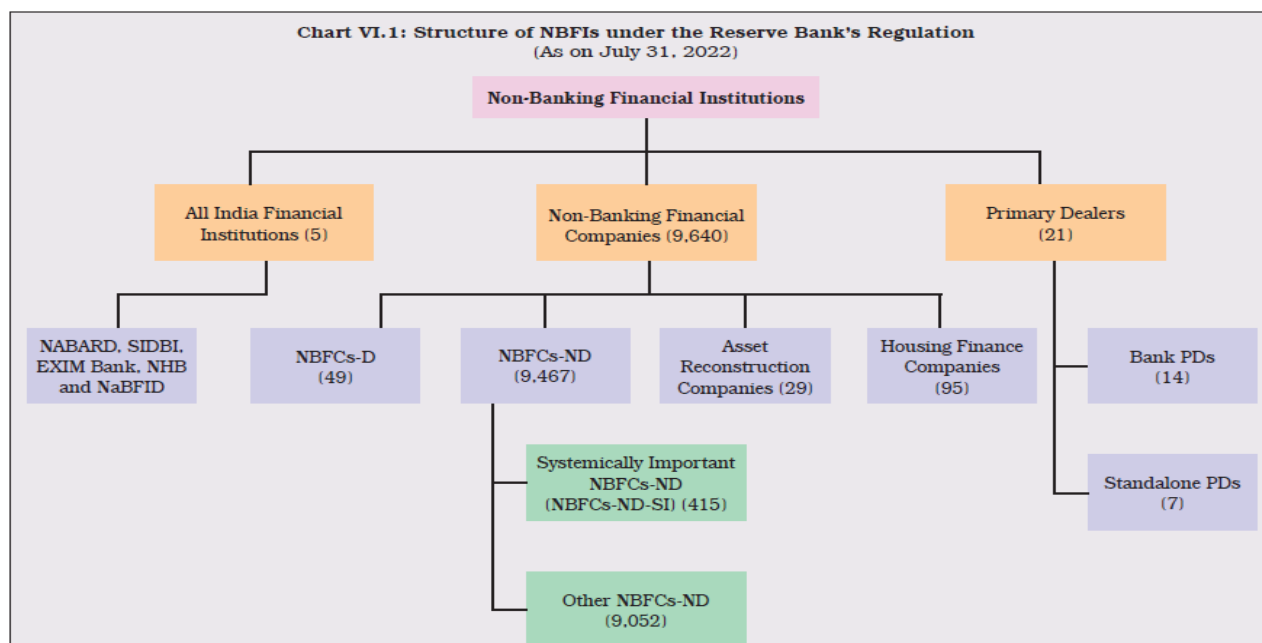 Chart VI.1: Structure of NBFIs under the Reserve Bank's Regulation
(As on July 31, 2022)
Non-Banking Financial Institutions
All India Financial
Institutions (5)
Non-Banking Financial
Companies (9,640)
Primary Dealers
(21)
NABARD, SIDBI,
EXIM Bank, NHB
and NaBFID
NBFCs-D
(49)
NBFCs-ND
(9,467)
Asset
Reconstruction
Companies (29)
Housing Finance
Companies
(95)
Bank PDs
(14)
Systemically Important
NBFCs-ND
(NBFCs-ND-SI) (415)
Standalone PDs
(7)
Other NBFCs-ND
(9,052)